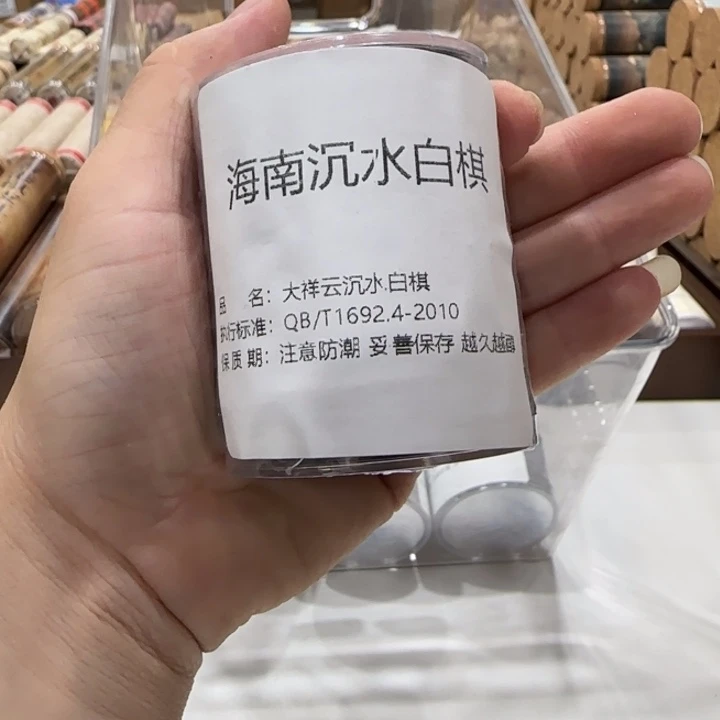 海南沉水白棋
品 名：大祥云沉水.白棋
执行标准：QB/T1692.4-2010
保质期：注意防潮 妥善保存 越久越